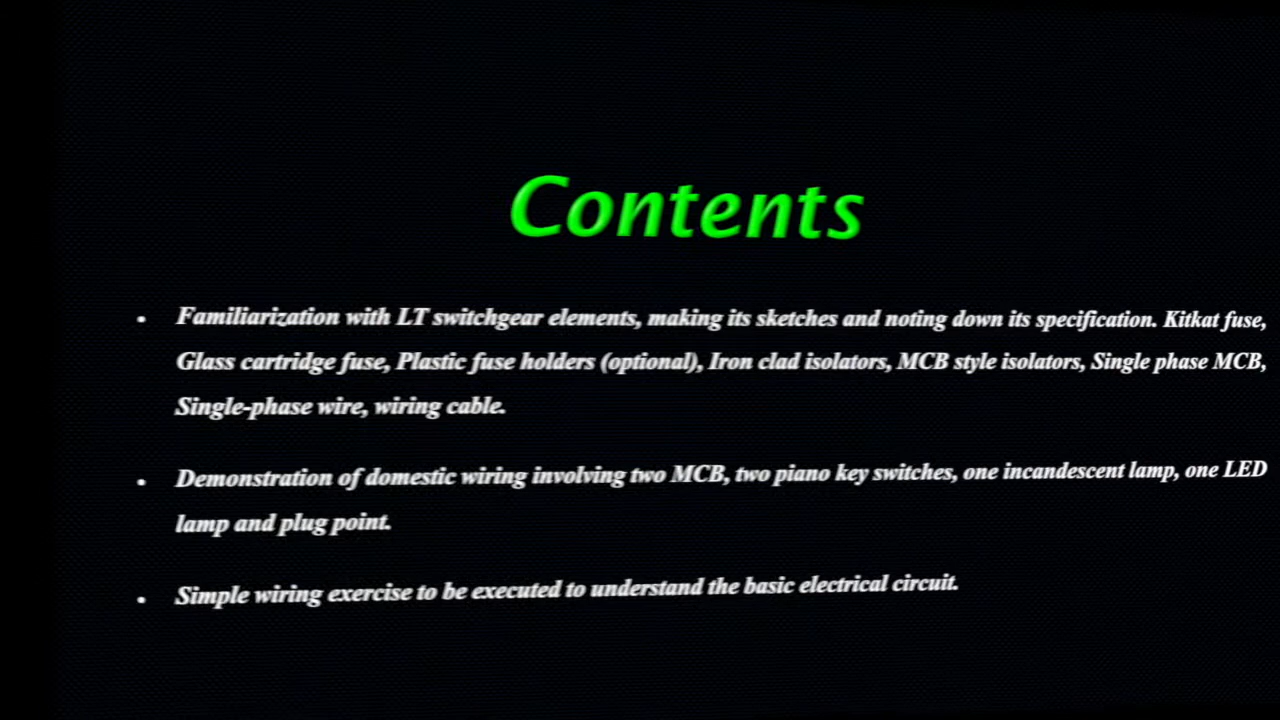 Contents
• Familiarization with LT switchgear elements, making its sketches and noting down its specification. Kitkat fuse,
Glass cartridge fuse, Plastic fuse holders (optional), Iron clad isolators, MCB style isolators, Single phase MCB,
Single-phase wire, wiring cable.
• Demonstration of domestic wiring involving two MCB, two piano key switches, one incandescent lamp, one LED
lamp and plug point.
• Simple wiring exercise to be executed to understand the basic electrical circuit.